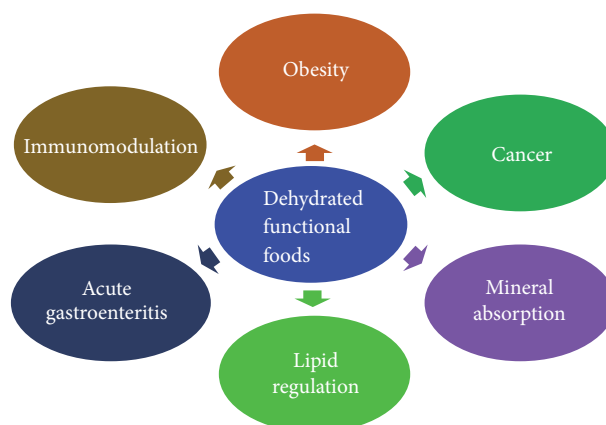 Obesity
Immunomodulation
Cancer
Dehydrated
functional
foods
Acute
gastroenteritis
Mineral
absorption
Lipid
regulation